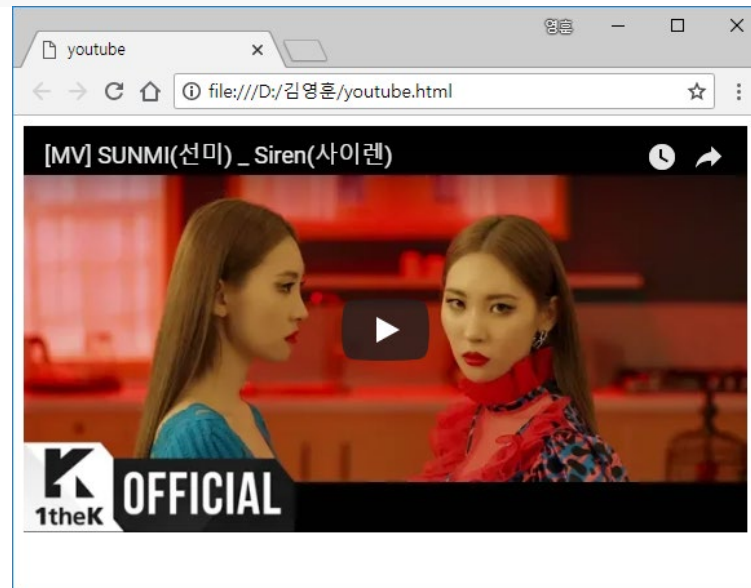 영훈
youtube
file:///D:/김영훈/youtube.html
[MV] SUNMI(선미) _ Siren(사이렌)
K
1theK
OFFICIAL